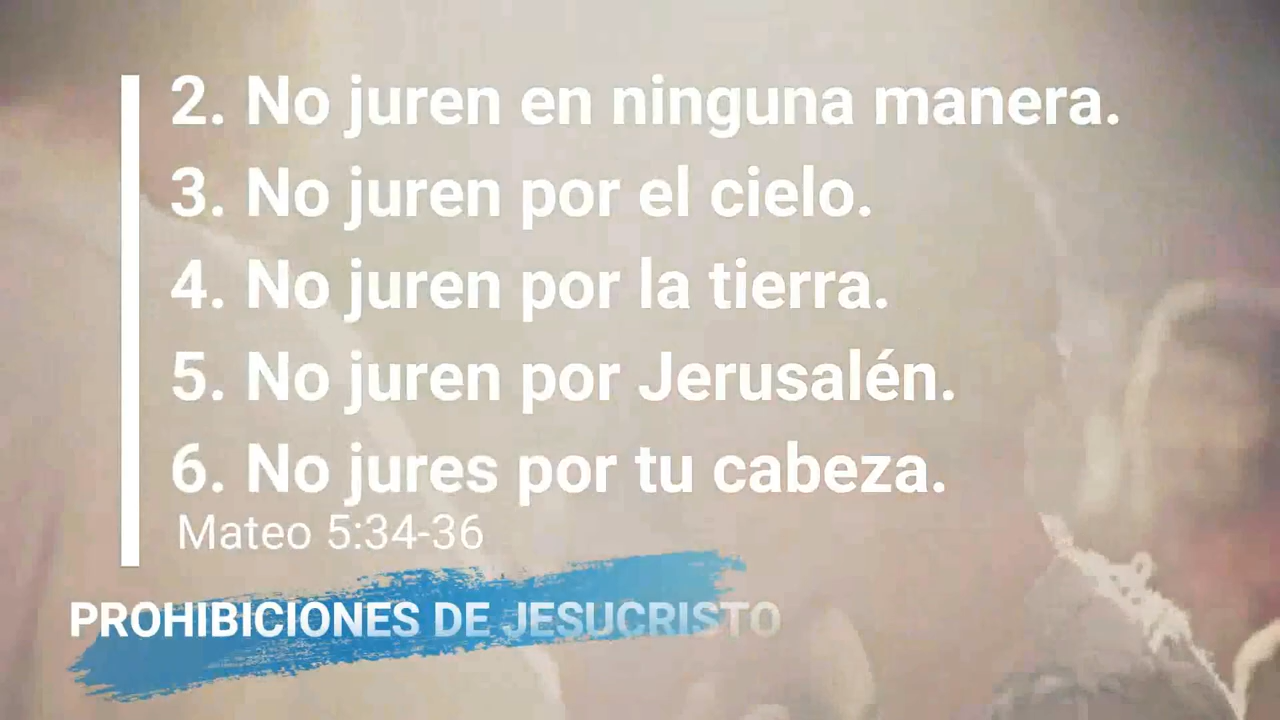 2. No juren en ninguna manera.
3. No juren por el cielo.
4. No juren por la tierra.
5. No juren por Jerusalén.
6. No jures por tu cabeza.
Mateo 5:34-36
PROHIBICIONES DE JESUCRISTO